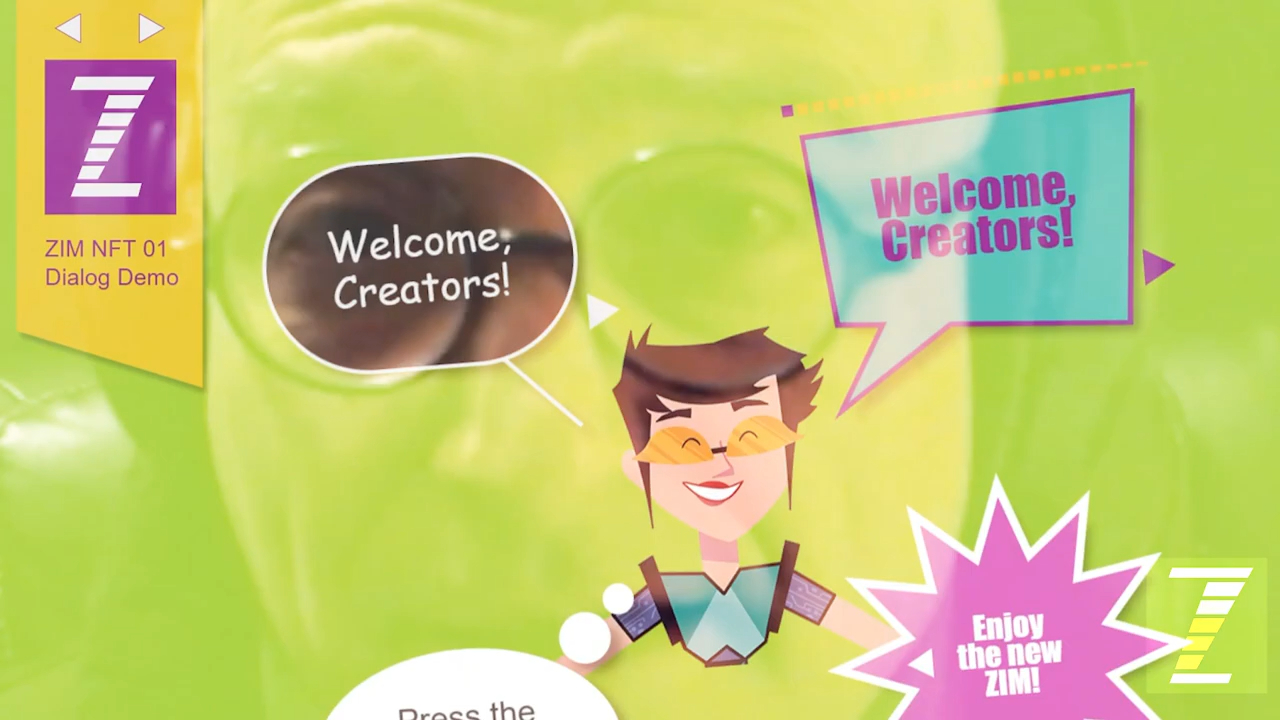 Z
ZIM NFT 01
Dialog Demo
Welcome,
Creators!
Welcome,
Creators!
Enjoy
the new
ZIM!
Press the
Z